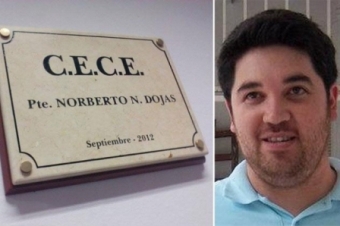 C.E.C.E.
Pte. NORBERTO N. DOJAS
Septiembre - 2012